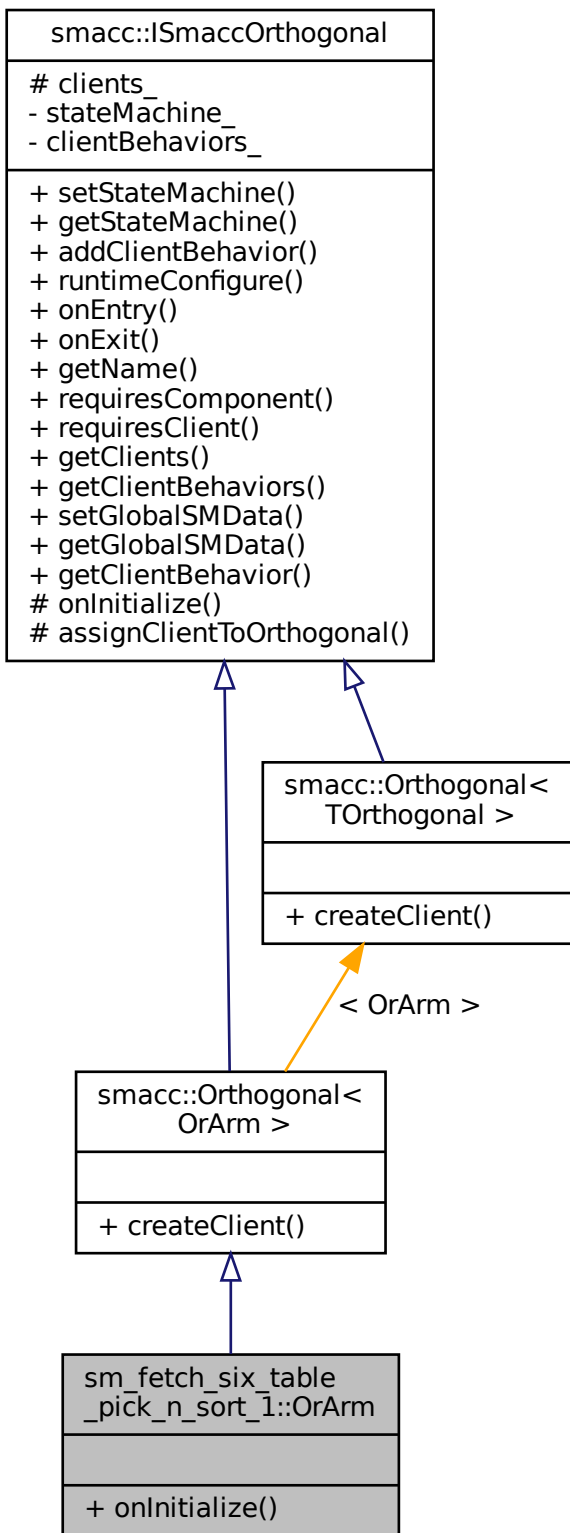 smacc::ISmaccOrthogonal
# clients_
- stateMachine_
- clientBehaviors_
+ setStateMachine()
+ getStateMachine()
+ addClientBehavior()
+ runtimeConfigure()
+ onEntry()
+ onExit()
+ getName()
+ requiresComponent()
+ requiresClient()
+ getClients()
+ getClientBehaviors()
+ setGlobalSMData()
+ getGlobalSMData()
+ getClientBehavior()
# onInitialize()
# assignClientToOrthogonal()
smacc::Orthogonal<
TOrthogonal >
+ createClient()
< OrArm >
smacc::Orthogonal<
OrArm >
+ createClient()
sm_fetch_six_table
_pick_n_sort_1::OrArm
+ onInitialize()